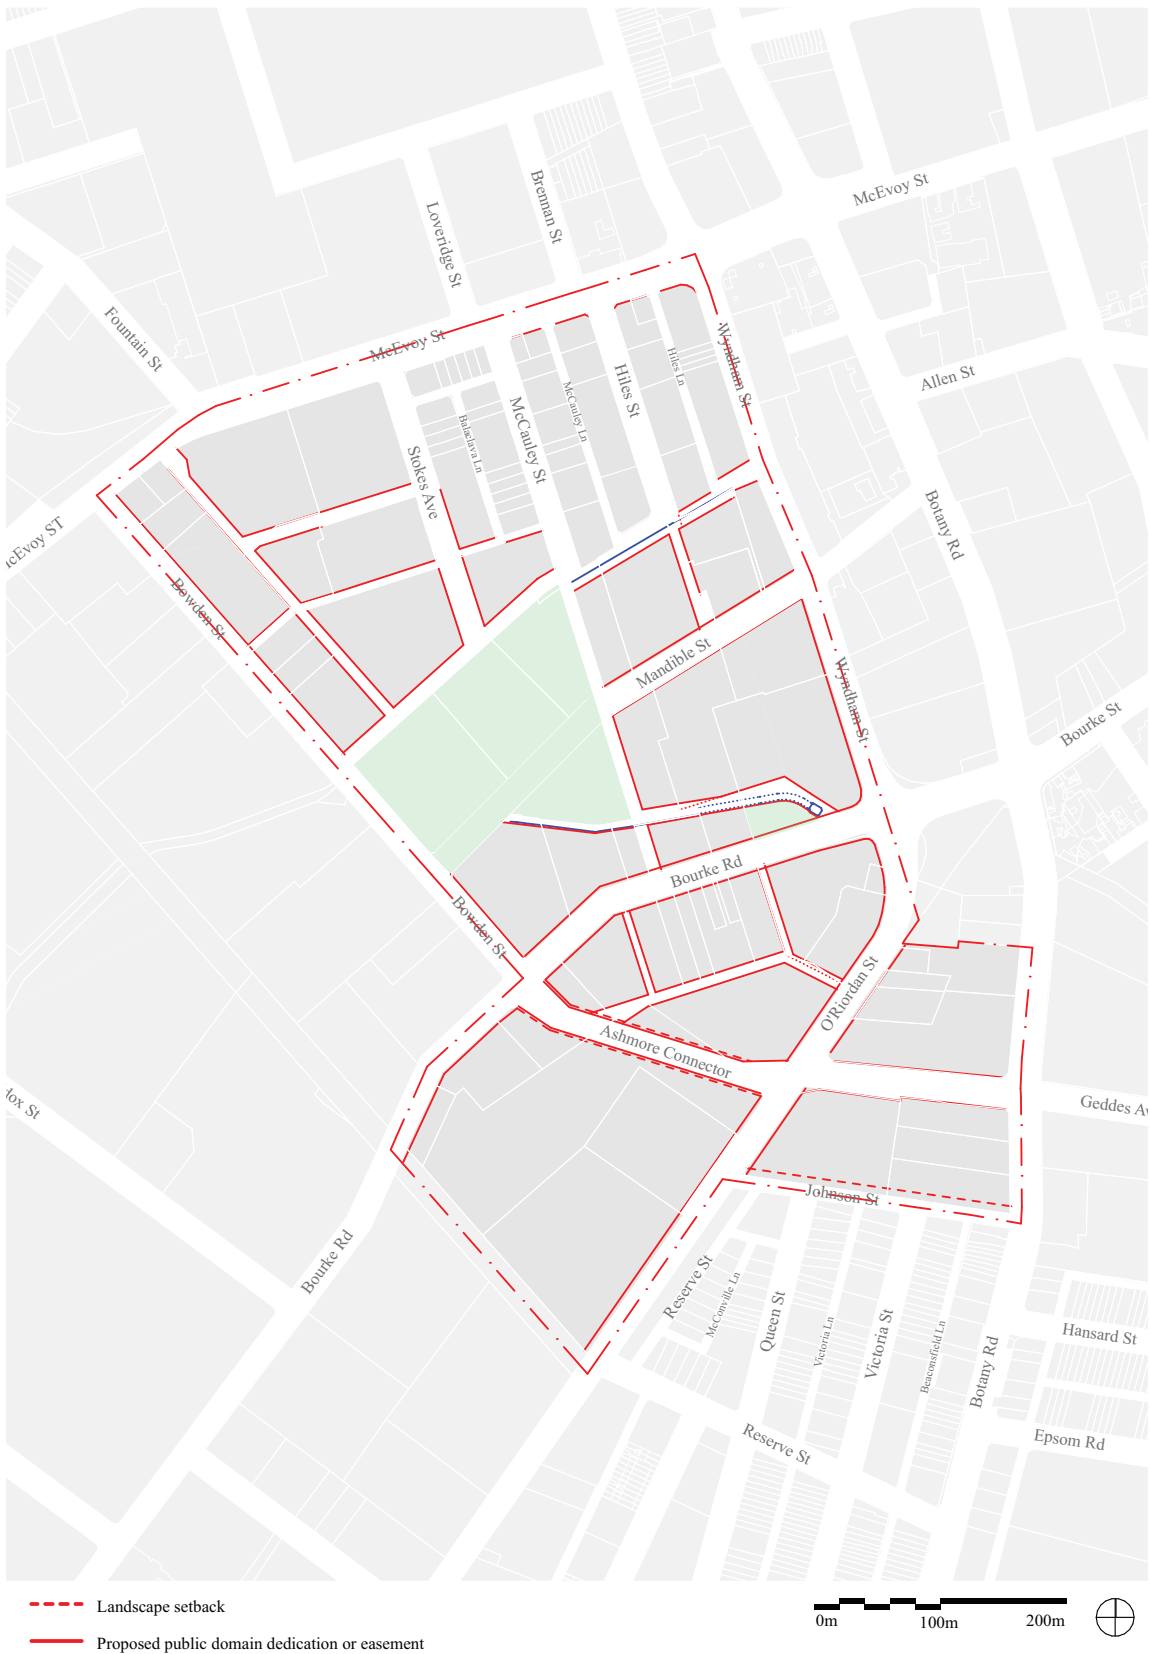 McEvoy St
Brennan St
Loveridge St
Fountain St
McEvoy St
Wyndham St
Hiles Ln
Hiles St
McCauley Ln
McCauley St
Balaclava Ln
Stokes Ave
Allen St
Botany Rd
Bowden St
Mandible St
Wyndham St
Bourke St
Bourke Rd
Bowden St
O'Riordan St
Ashmore Connector
Geddes Av
Johnson St
Bourke Rd
Reserve St
McConville Ln
Queen St
Victoria Ln
Victoria St
Beaconsfield Ln
Botany Rd
Hansard St
Reserve St
Epsom Rd
Landscape setback
Proposed public domain dedication or easement
0m
100m
200m